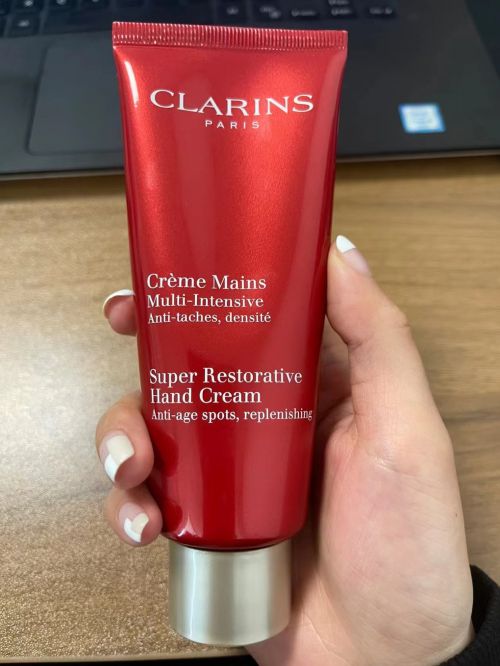 CLARINS
PARIS
Crème Mains
Multi-Intensive
Anti-taches, densité
Super Restorative
Hand Cream
Anti-age spots, replenishing